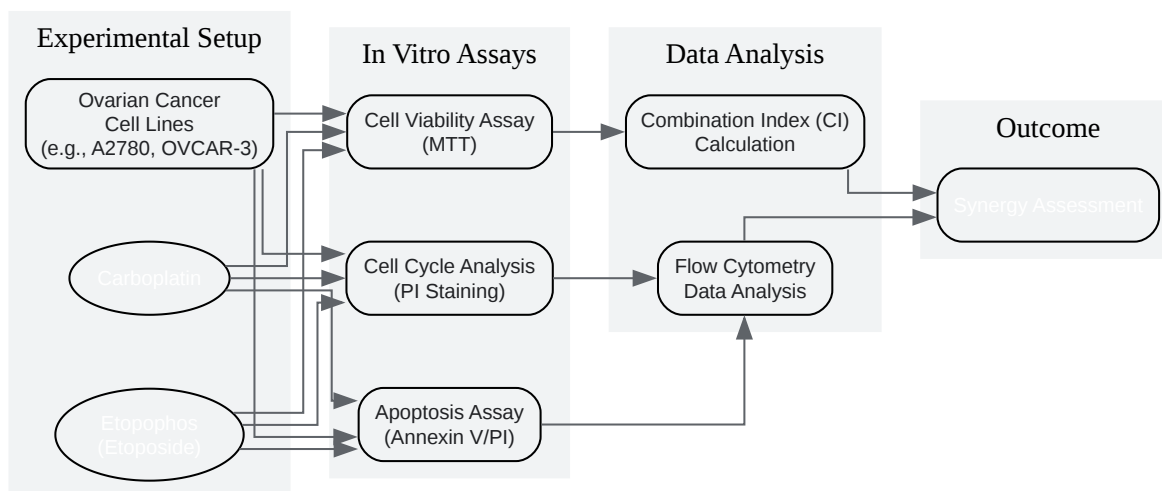 Experimental Setup
Ovarian Cancer
Cell Lines
(e.g., A2780, OVCAR-3)
Carboplatin
Etopophos
(Etoposide)
In Vitro Assays
Cell Viability Assay
(MTT)
Cell Cycle Analysis
(PI Staining)
Apoptosis Assay
(Annexin V/PI)
Data Analysis
Combination Index (CI)
Calculation
Flow Cytometry
Data Analysis
Outcome
Synergy Assessment